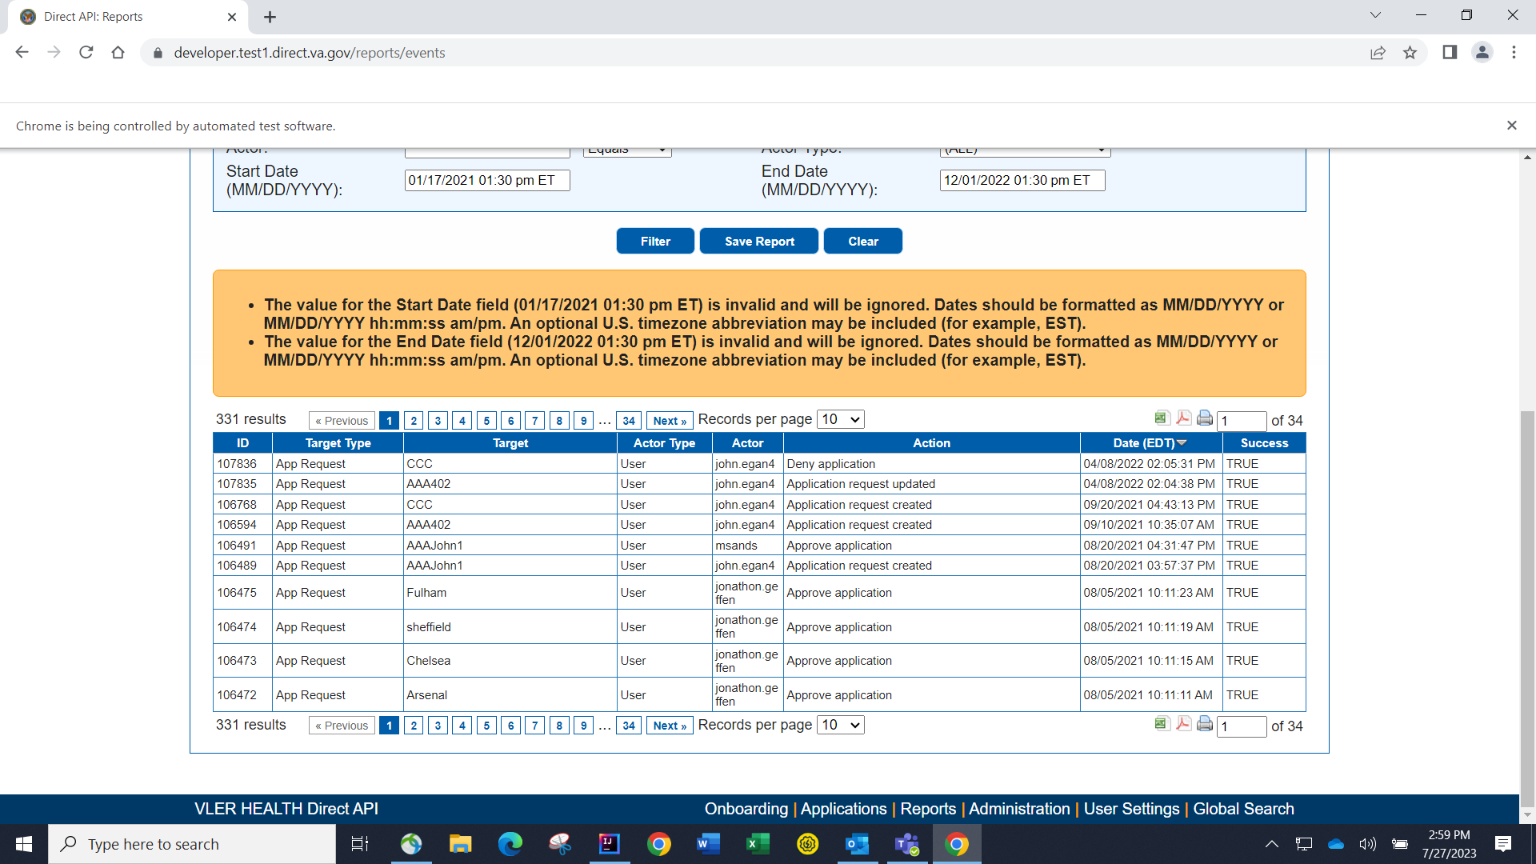 Direct API: Reports
developer.test1.direct.va.gov/reports/events
Chrome is being controlled by automated test software.
Actor: Equals Actor Type: (ALL)
Start Date
(MM/DD/YYYY): 01/17/2021 01:30 pm ET
End Date
(MM/DD/YYYY): 12/01/2022 01:30 pm ET
Filter Save Report Clear
• The value for the Start Date field (01/17/2021 01:30 pm ET) is invalid and will be ignored. Dates should be formatted as MM/DD/YYYY or
MM/DD/YYYY hh:mm:ss am/pm. An optional U.S. timezone abbreviation may be included (for example, EST).
• The value for the End Date field (12/01/2022 01:30 pm ET) is invalid and will be ignored. Dates should be formatted as MM/DD/YYYY or
MM/DD/YYYY hh:mm:ss am/pm. An optional U.S. timezone abbreviation may be included (for example, EST).
331 results « Previous 1 2 3 4 5 6 7 8 9 ... 34 Next » Records per page 10 1 of 34
ID Target Type Target Actor Type Actor Action Date (EDT) Success
107836 App Request CCC User john.egan4 Deny application 04/08/2022 02:05:31 PM TRUE
107835 App Request AAA402 User john.egan4 Application request updated 04/08/2022 02:04:38 PM TRUE
106768 App Request CCC User john.egan4 Application request created 09/20/2021 04:43:13 PM TRUE
106594 App Request AAA402 User john.egan4 Application request created 09/10/2021 10:35:07 AM TRUE
106491 App Request AAAJohn1 User msands Approve application 08/20/2021 04:31:47 PM TRUE
106489 App Request AAAJohn1 User john.egan4 Application request created 08/20/2021 03:57:37 PM TRUE
106475 App Request Fulham User jonathon.ge
ffen Approve application 08/05/2021 10:11:23 AM TRUE
106474 App Request sheffield User jonathon.ge
ffen Approve application 08/05/2021 10:11:19 AM TRUE
106473 App Request Chelsea User jonathon.ge
ffen Approve application 08/05/2021 10:11:15 AM TRUE
106472 App Request Arsenal User jonathon.ge
ffen Approve application 08/05/2021 10:11:11 AM TRUE
331 results « Previous 1 2 3 4 5 6 7 8 9 ... 34 Next » Records per page 10 1 of 34
VLER HEALTH Direct API Onboarding | Applications | Reports | Administration | User Settings | Global Search
Type here to search
2:59 PM
7/27/2023